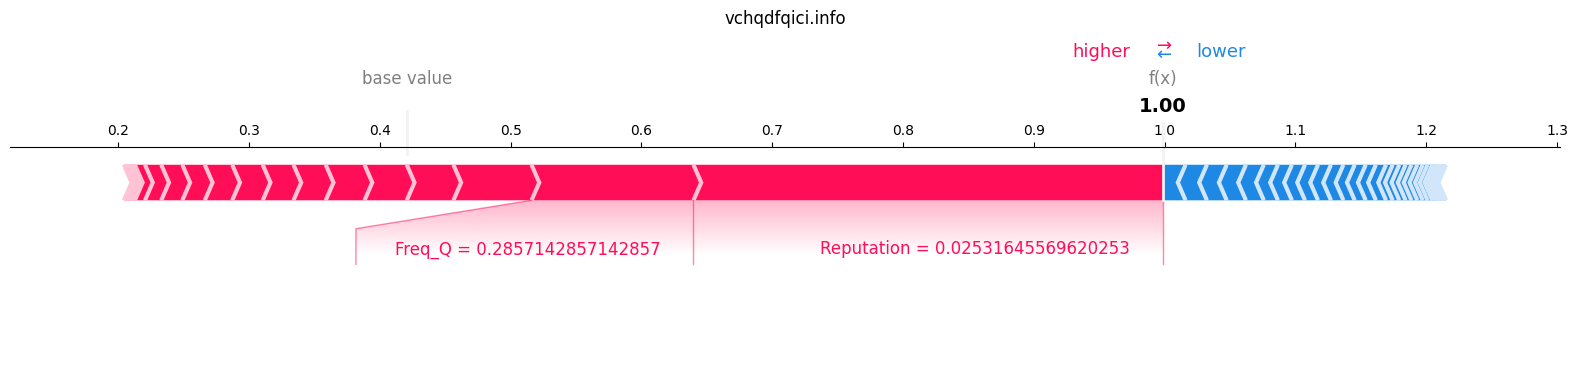 vchqdfqici.info
higher ⇄ lower
base value
f(x)
1.00
0.2 0.3 0.4 0.5 0.6 0.7 0.8 0.9 1.0 1.1 1.2 1.3
Freq_Q = 0.2857142857142857
Reputation = 0.02531645569620253